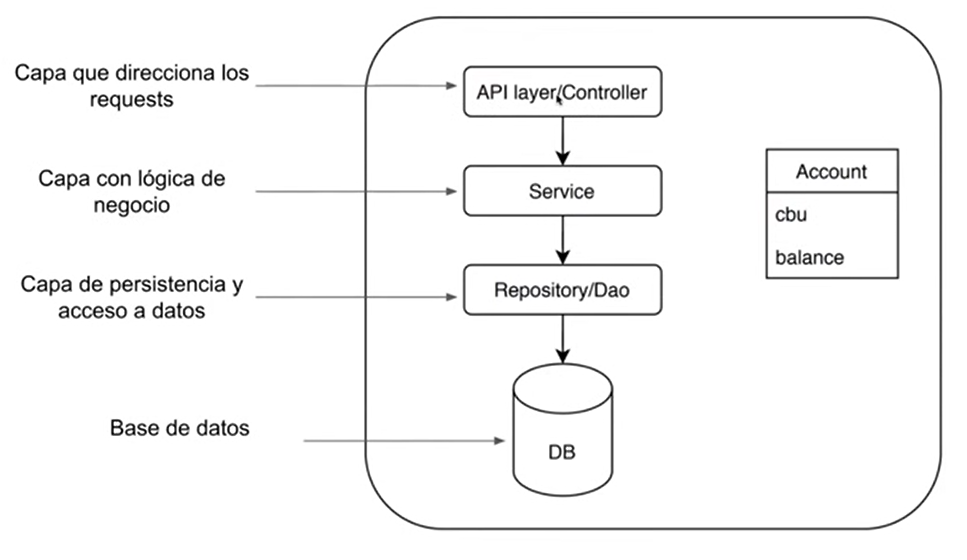 Capa que direcciona los
requests
API layer/Controller
Capa con lógica de
negocio
Service
Account
cbu
balance
Capa de persistencia y
acceso a datos
Repository/Dao
Base de datos
DB